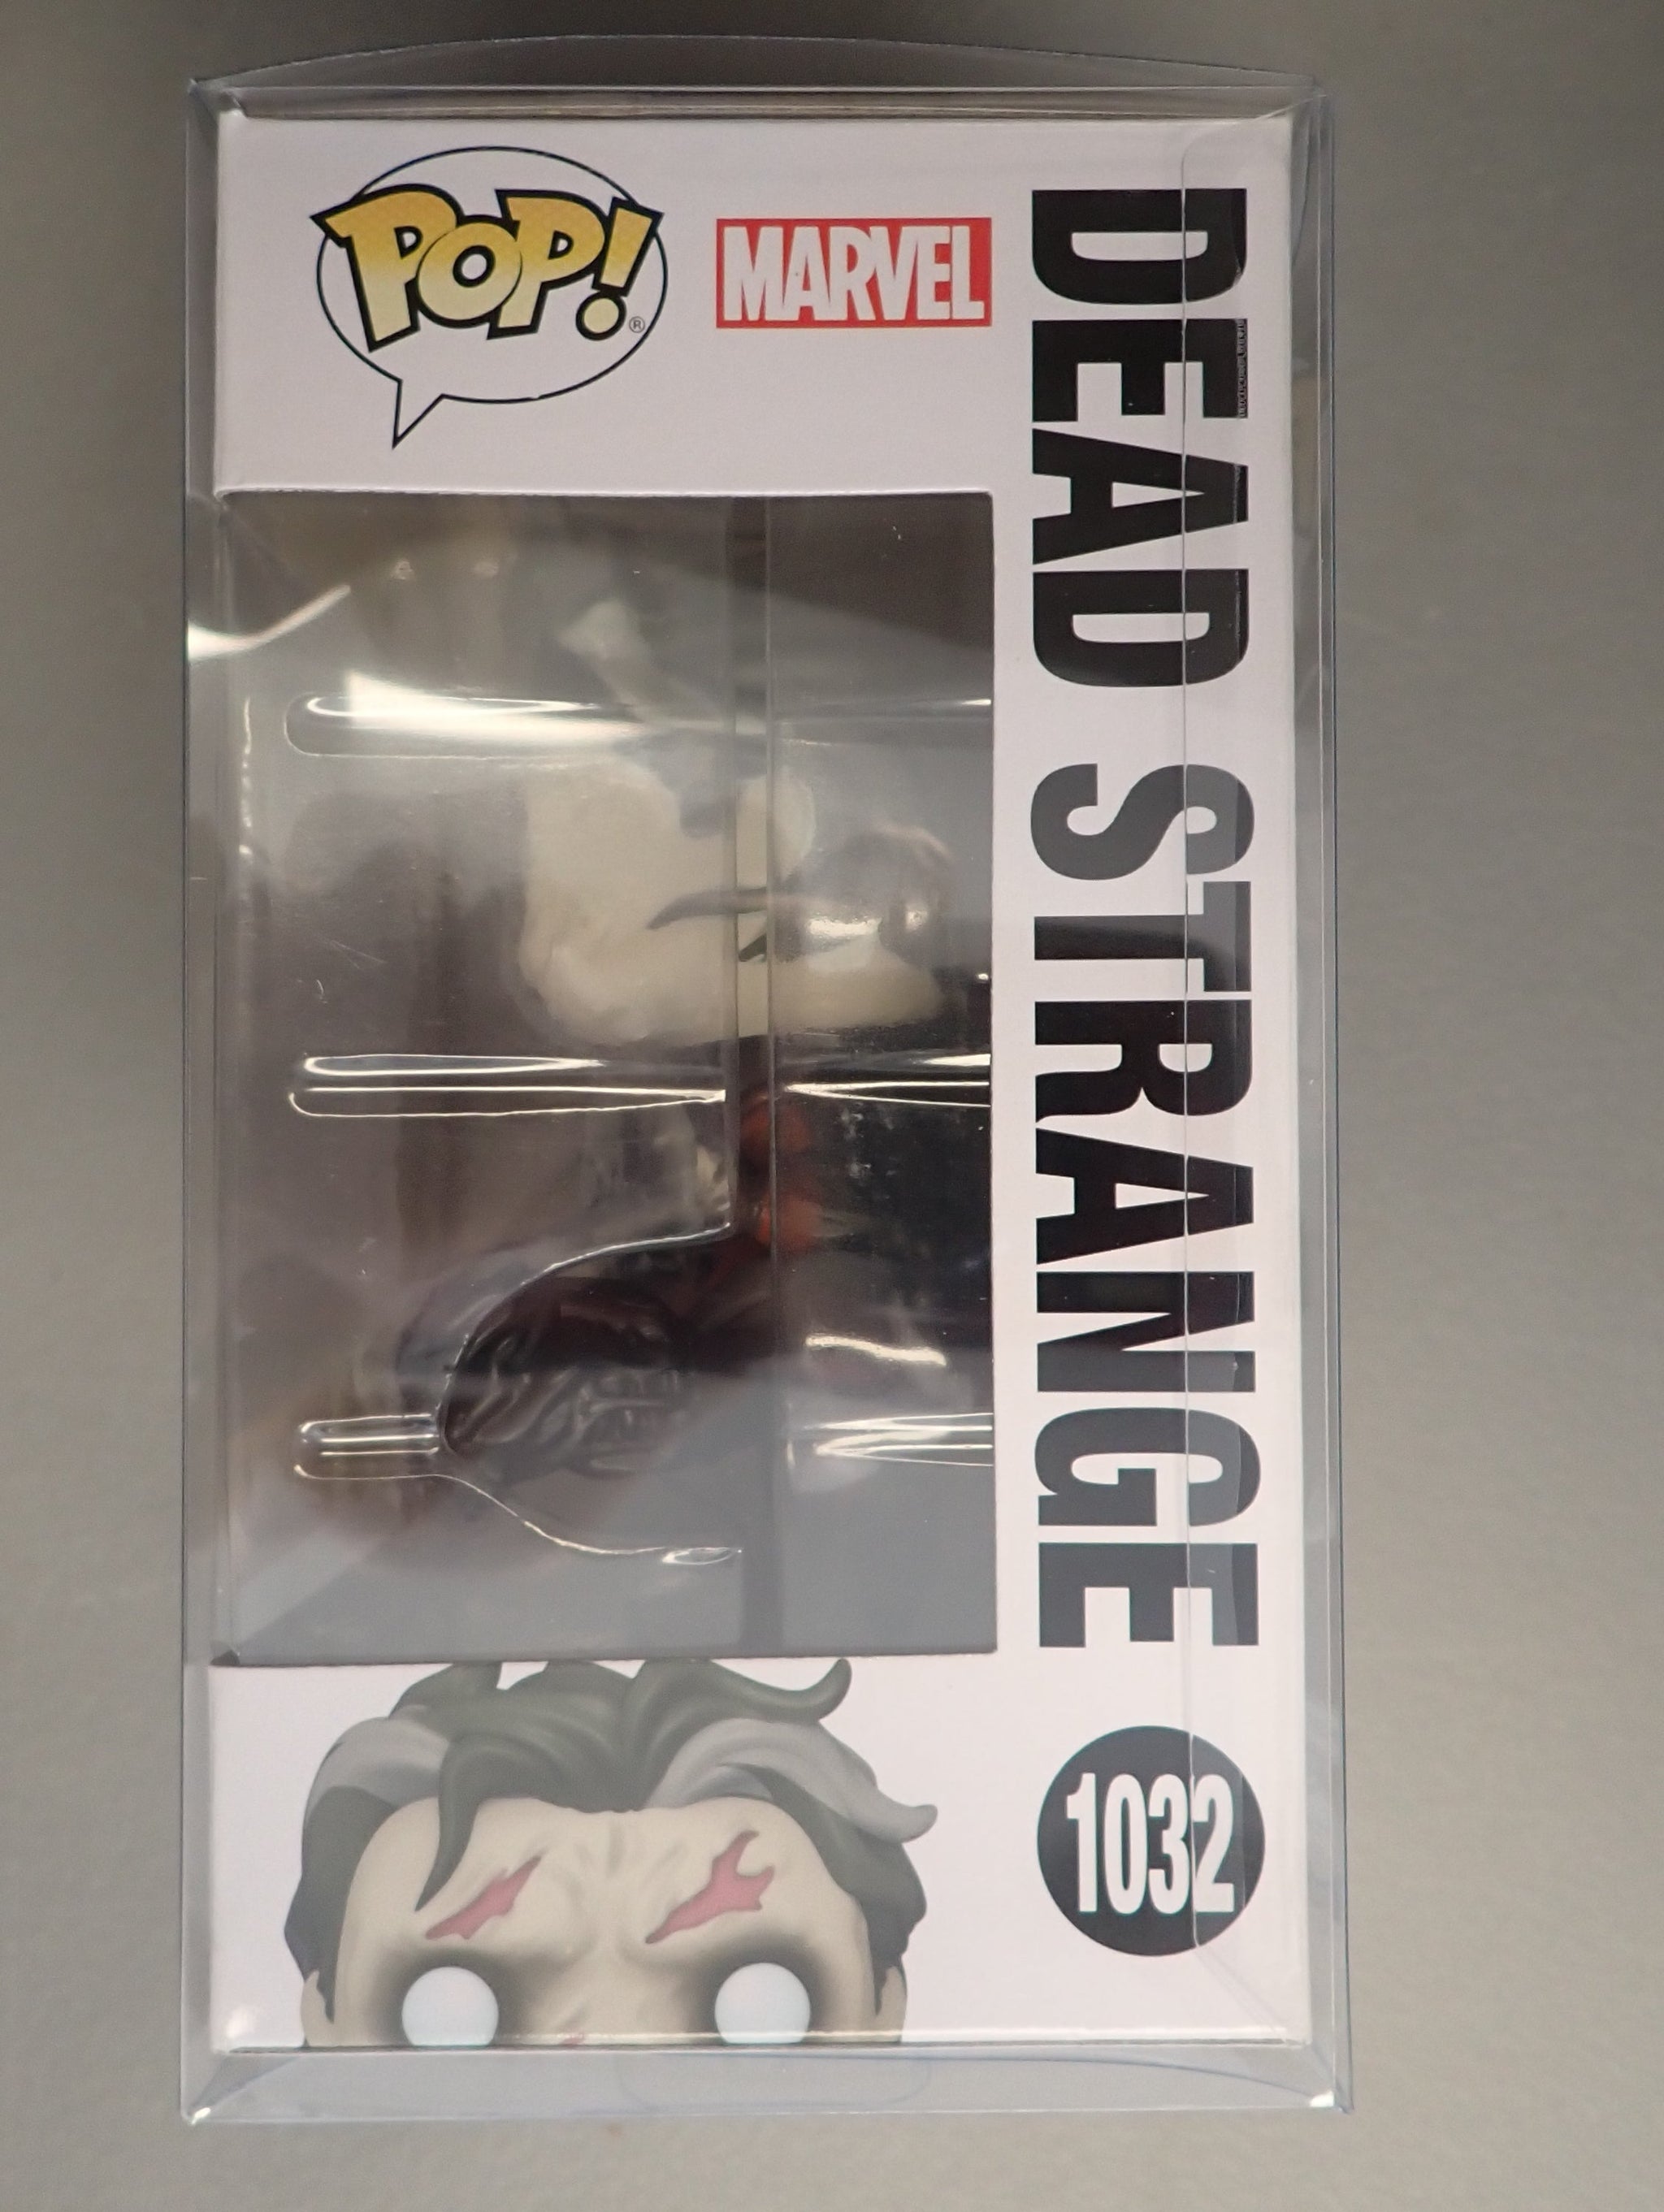 POP!
®
MARVEL
DEAD STRANGE
1032